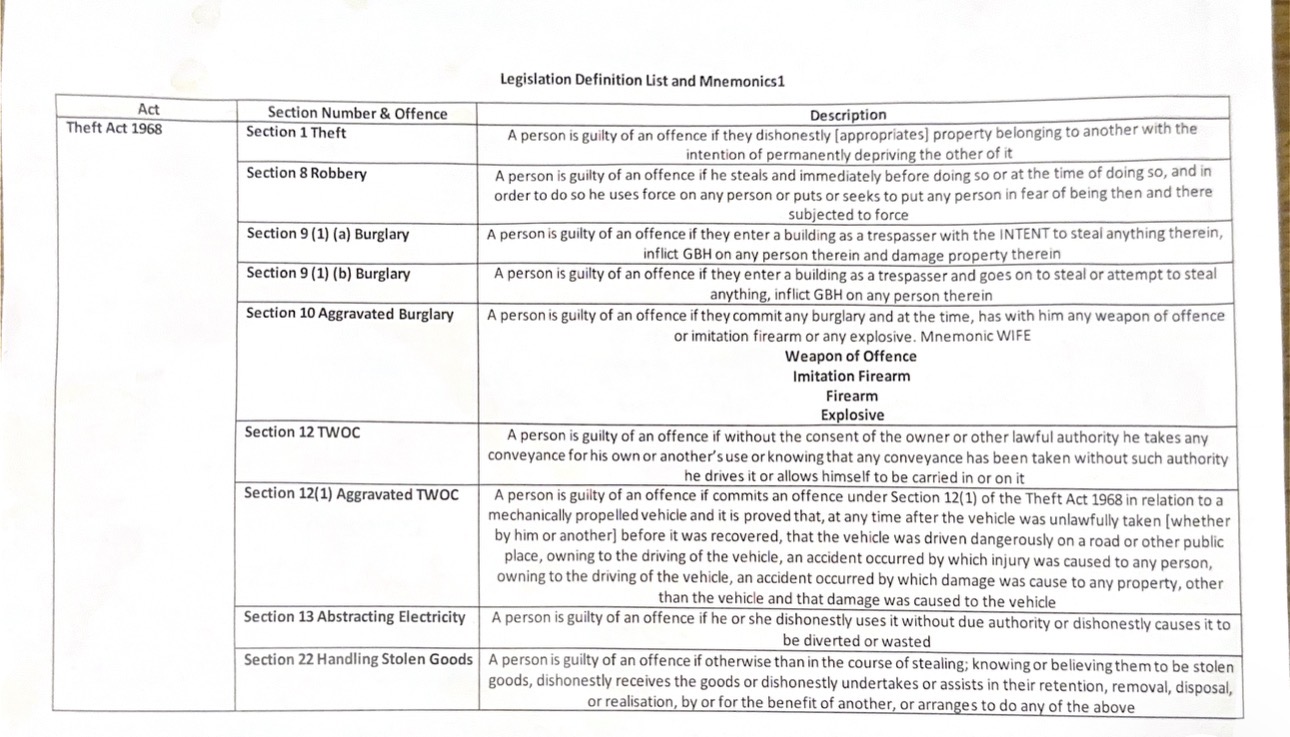 Legislation Definition List and Mnemonics1
Act
Section Number & Offence
Description
Theft Act 1968
Section 1 Theft
A person is guilty of an offence if they dishonestly [appropriates] property belonging to another with the
intention of permanently depriving the other of it
Section 8 Robbery
A person is guilty of an offence if he steals and immediately before doing so or at the time of doing so, and in
order to do so he uses force on any person or puts or seeks to put any person in fear of being then and there
subjected to force
Section 9 (1) (a) Burglary
A person is guilty of an offence if they enter a building as a trespasser with the INTENT to steal anything therein,
inflict GBH on any person therein and damage property therein
Section 9 (1) (b) Burglary
A person is guilty of an offence if they enter a building as a trespasser and goes on to steal or attempt to steal
anything, inflict GBH on any person therein
Section 10 Aggravated Burglary
A person is guilty of an offence if they commit any burglary and at the time, has with him any weapon of offence
or imitation firearm or any explosive. Mnemonic WIFE
Weapon of Offence
Imitation Firearm
Firearm
Explosive
Section 12 TWOC
A person is guilty of an offence if without the consent of the owner or other lawful authority he takes any
conveyance for his own or another's use or knowing that any conveyance has been taken without such authority
he drives it or allows himself to be carried in or on it
Section 12(1) Aggravated TWOC
A person is guilty of an offence if commits an offence under Section 12(1) of the Theft Act 1968 in relation to a
mechanically propelled vehicle and it is proved that, at any time after the vehicle was unlawfully taken [whether
by him or another] before it was recovered, that the vehicle was driven dangerously on a road or other public
place, owning to the driving of the vehicle, an accident occurred by which injury was caused to any person,
owning to the driving of the vehicle, an accident occurred by which damage was cause to any property, other
than the vehicle and that damage was caused to the vehicle
Section 13 Abstracting Electricity
A person is guilty of an offence if he or she dishonestly uses it without due authority or dishonestly causes it to
be diverted or wasted
Section 22 Handling Stolen Goods
A person is guilty of an offence if otherwise than in the course of stealing; knowing or believing them to be stolen
goods, dishonestly receives the goods or dishonestly undertakes or assists in their retention, removal, disposal,
or realisation, by or for the benefit of another, or arranges to do any of the above